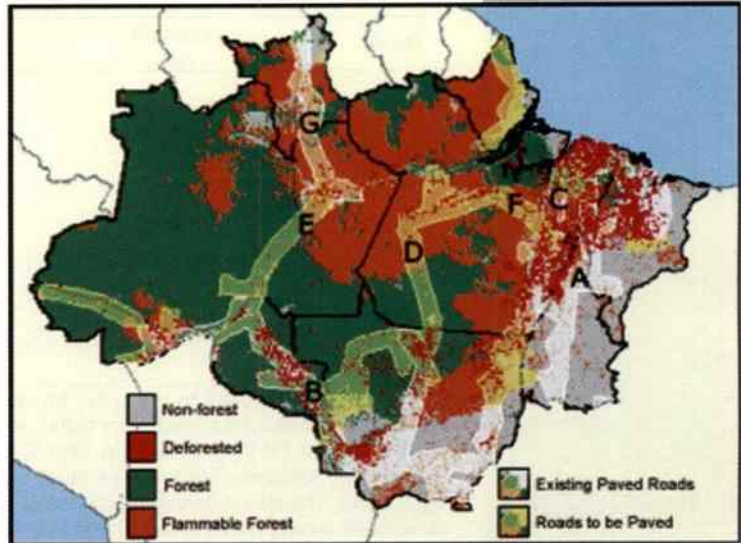 G
C
F
E
D
A
B
Non-forest
Deforested
Forest
Flammable Forest
Existing Paved Roads
Roads to be Paved